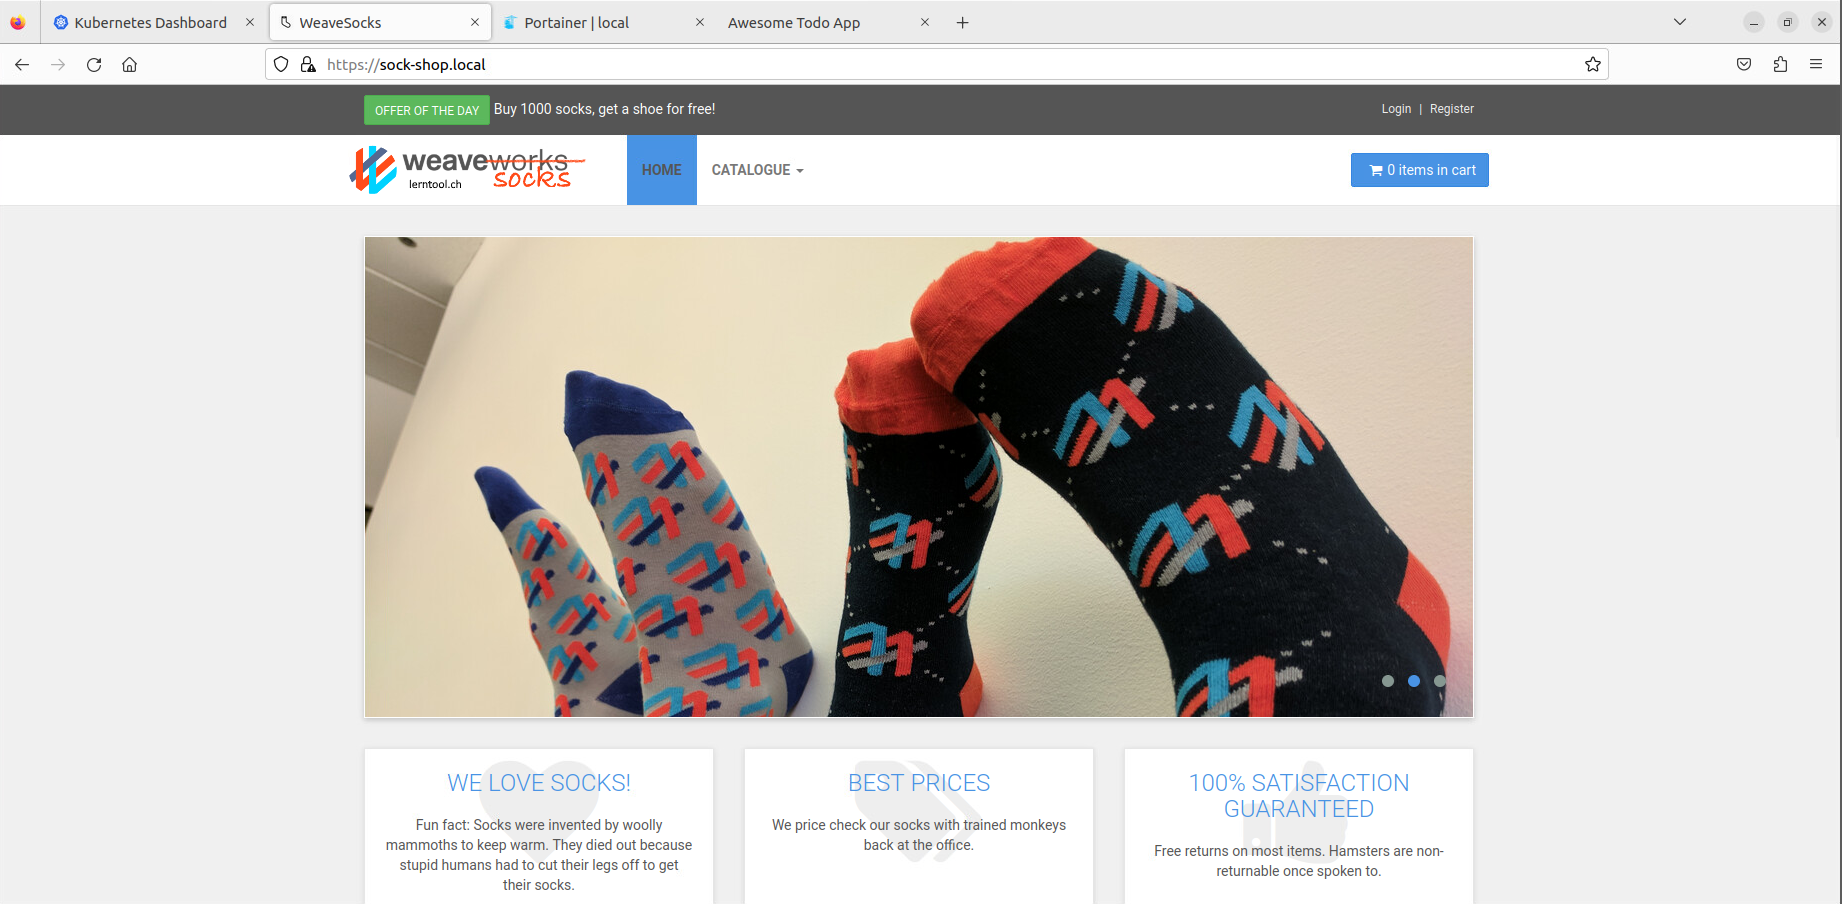 Kubernetes Dashboard
WeaveSocks
Portainer | local
Awesome Todo App
https://sock-shop.local
OFFER OF THE DAY Buy 1000 socks, get a shoe for free!
Login | Register
weaveworks
socks
lerntool.ch
HOME
CATALOGUE
0 items in cart
WE LOVE SOCKS!
Fun fact: Socks were invented by woolly
mammoths to keep warm. They died out because
stupid humans had to cut their legs off to get
their socks.
BEST PRICES
We price check our socks with trained monkeys
back at the office.
100% SATISFACTION
GUARANTEED
Free returns on most items. Hamsters are non-
returnable once spoken to.